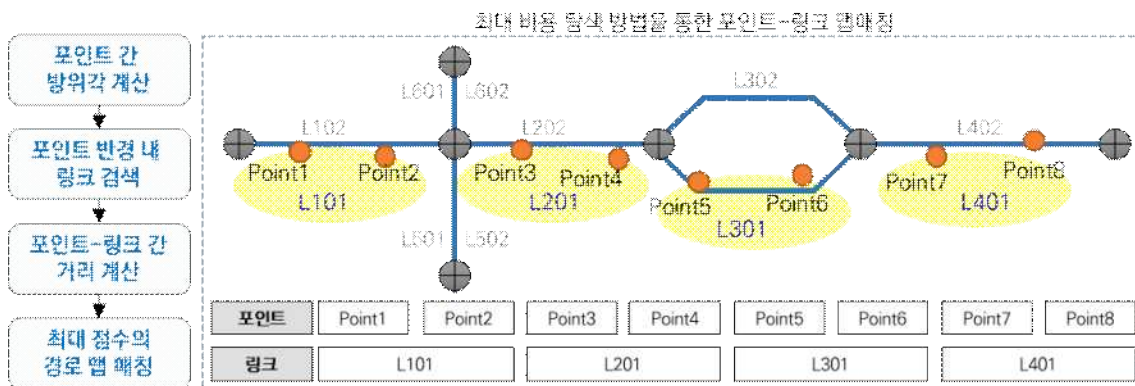 최대 비용 탐색 방법을 통한 포인트-링크 맵매칭
포인트 간
방위각 계산
포인트 반경 내
링크 검색
포인트-링크 간
거리 계산
최대 점수의
경로 맵 매칭
L601 L602
L102 L202 L302 L402
Point1 Point2 Point3 Point4 Point5 Point6 Point7 Point8
L101 L201 L301 L401
L501 L502
포인트 Point1 Point2 Point3 Point4 Point5 Point6 Point7 Point8
링크 L101 L201 L301 L401